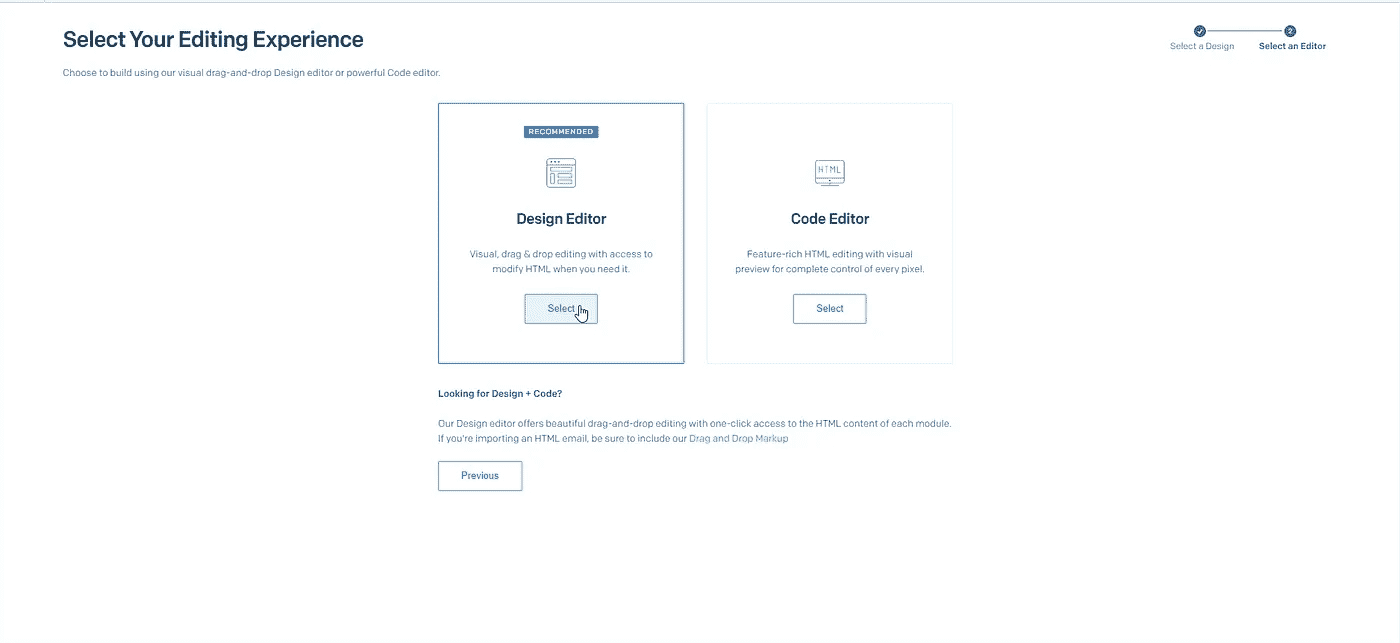 Select Your Editing Experience
Choose to build using our visual drag-and-drop Design editor or powerful Code editor.
2
Select a Design
Select an Editor
RECOMMENDED
Design Editor
Visual, drag & drop editing with access to
modify HTML when you need it.
Select
HTML
Code Editor
Feature-rich HTML editing with visual
preview for complete control of every pixel.
Select
Looking for Design + Code?
Our Design editor offers beautiful drag-and-drop editing with one-click access to the HTML content of each module.
If you're importing an HTML email, be sure to include our Drag and Drop Markup
Previous